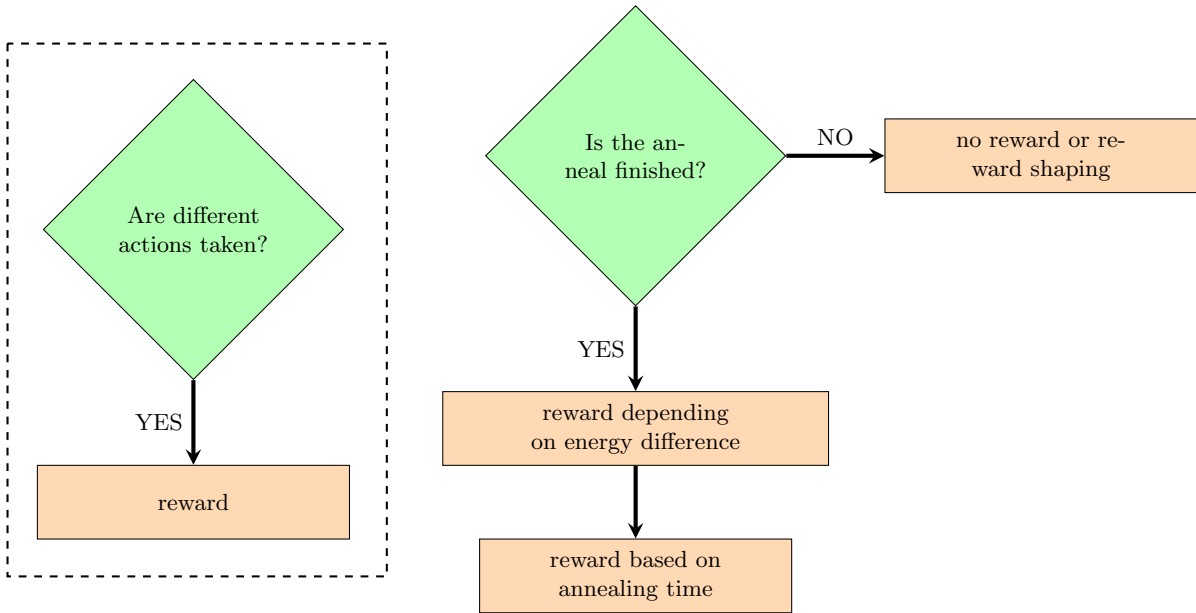 Are different
actions taken?
YES
reward
Is the an-
neal finished?
NO
no reward or re-
ward shaping
YES
reward depending
on energy difference
reward based on
annealing time